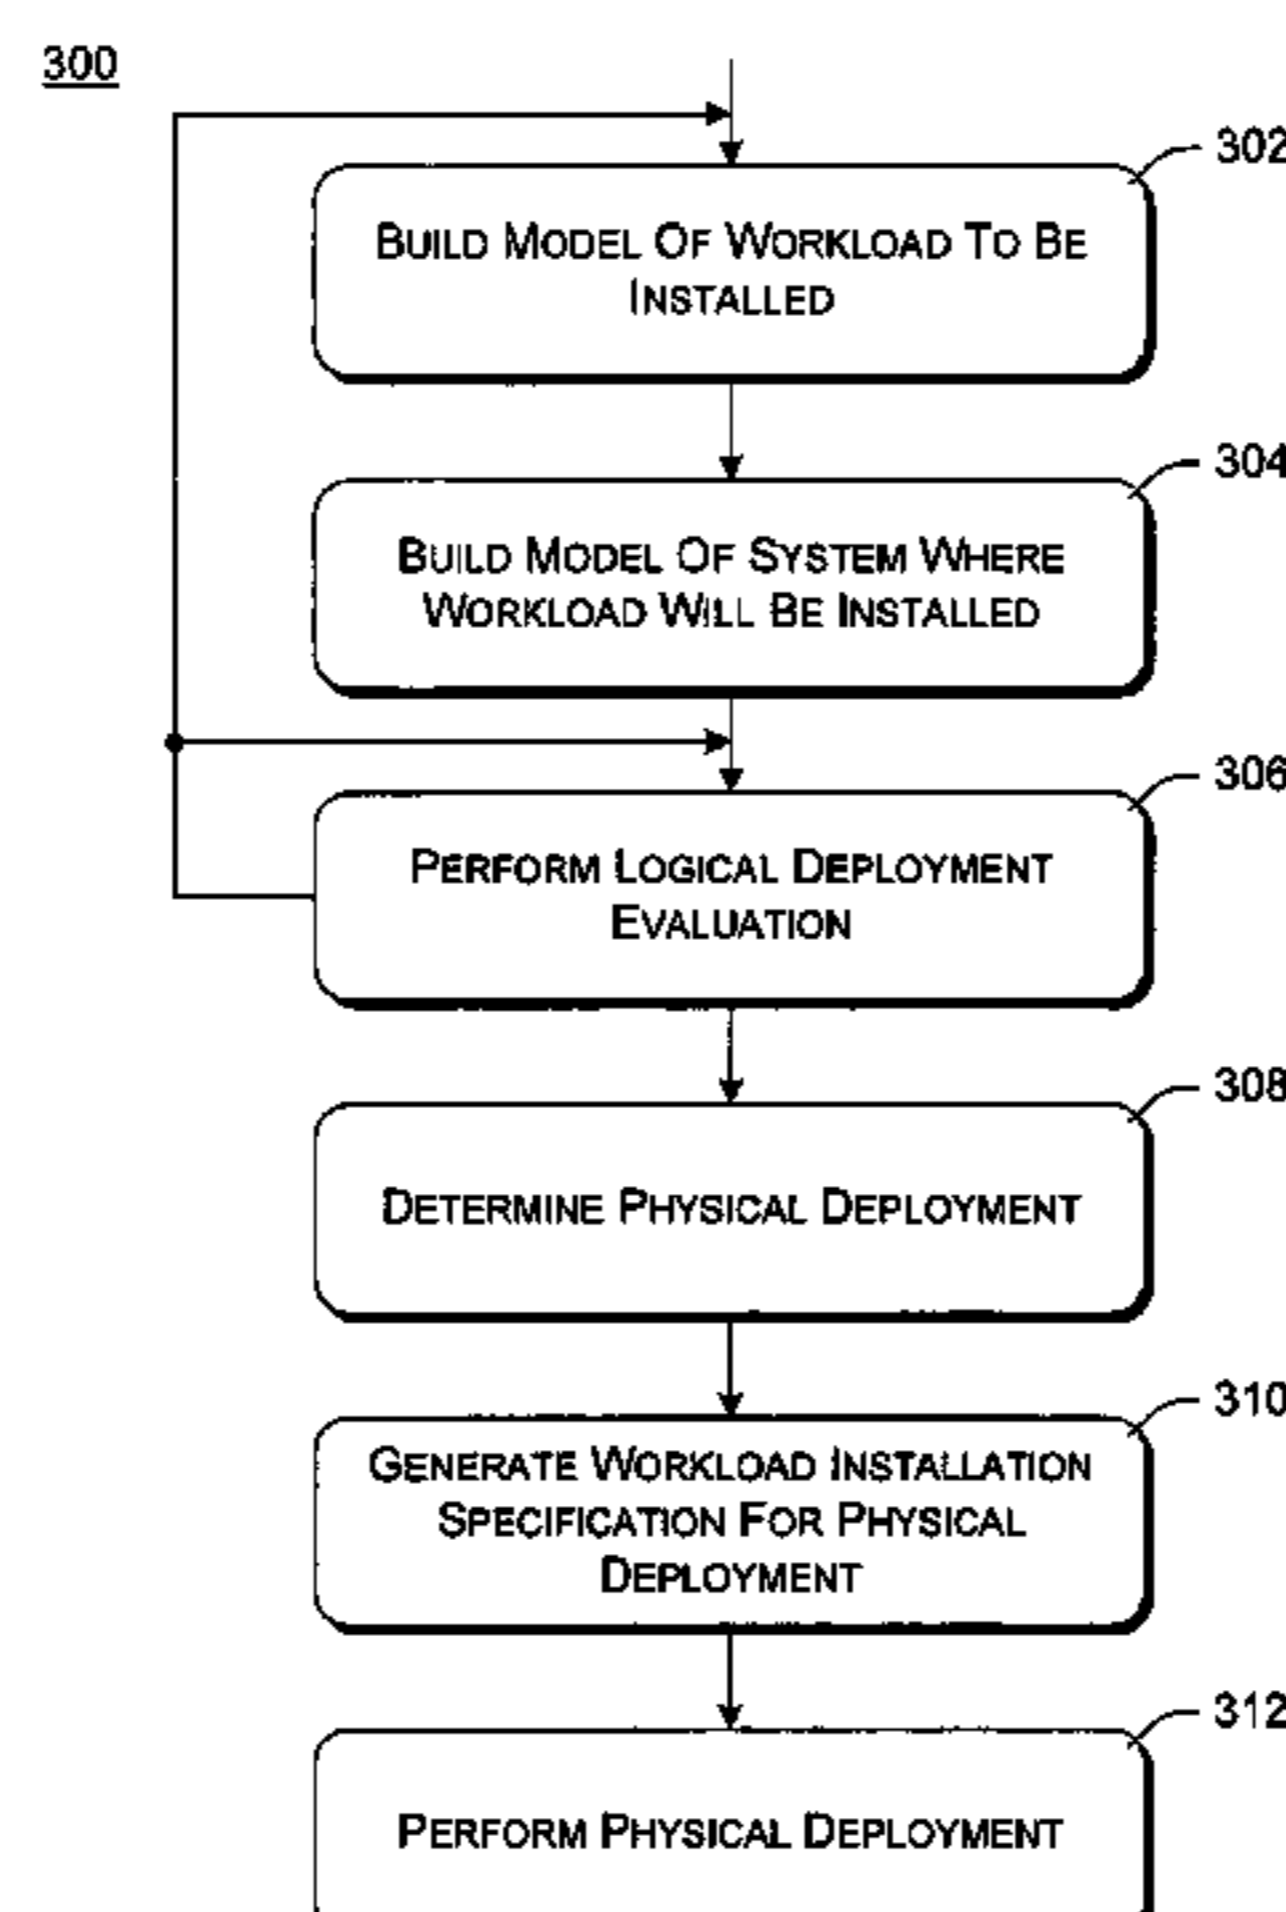 300
302
BUILD MODEL OF WORKLOAD TO BE
INSTALLED
304
BUILD MODEL OF SYSTEM WHERE
WORKLOAD WILL BE INSTALLED
306
PERFORM LOGICAL DEPLOYMENT
EVALUATION
308
DETERMINE PHYSICAL DEPLOYMENT
310
GENERATE WORKLOAD INSTALLATION
SPECIFICATION FOR PHYSICAL
DEPLOYMENT
312
PERFORM PHYSICAL DEPLOYMENT